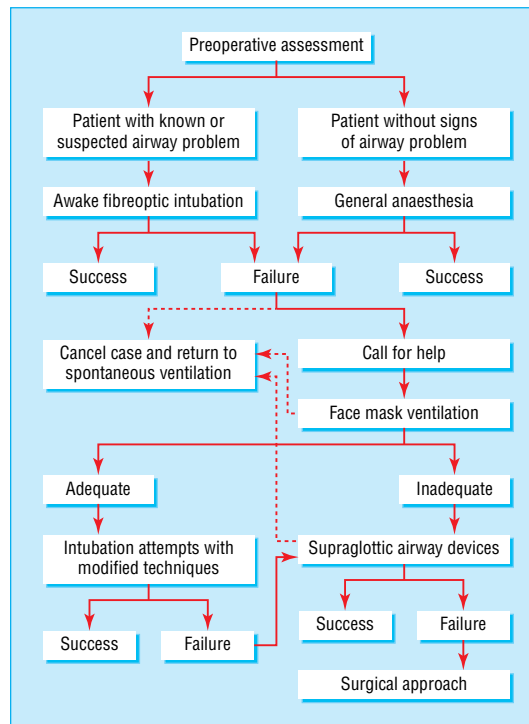 Preoperative assessment
Patient with known or
suspected airway problem
Patient without signs
of airway problem
Awake fibreoptic intubation
General anaesthesia
Success
Failure
Success
Cancel case and return to
spontaneous ventilation
Call for help
Face mask ventilation
Adequate
Inadequate
Intubation attempts with
modified techniques
Supraglottic airway devices
Success
Failure
Success
Failure
Surgical approach